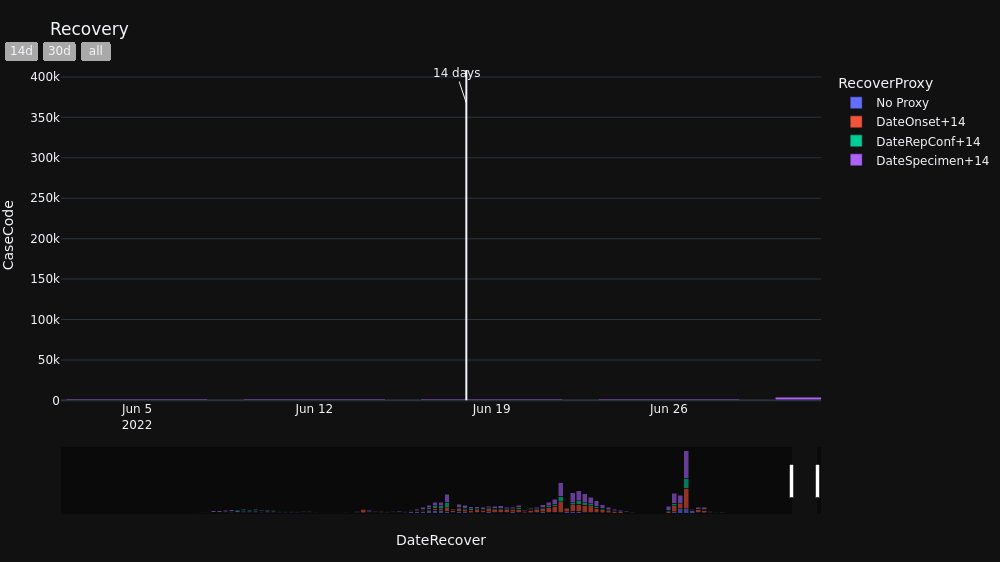 Recovery
14d 30d all
14 days
400k
350k
300k
250k
200k
150k
100k
50k
0
CaseCode
Jun 5 Jun 12 Jun 19 Jun 26
2022
DateRecover
RecoverProxy
No Proxy
DateOnset+14
DateRepConf+14
DateSpecimen+14